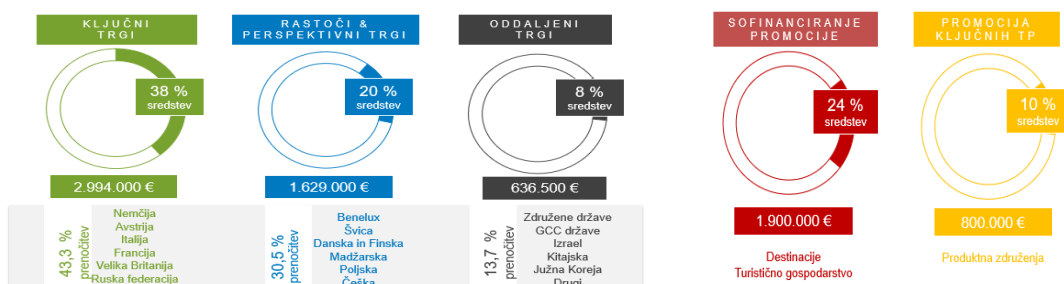 KLJUČNI
TRGI
38 %
sredstev
2.994.000 €
43,3 %
prenočitev
Nemčija
Avstrija
Italija
Francija
Velika Britanija
Ruska federacija
RASTOČI &
PERSPEKTIVNI TRGI
20 %
sredstev
1.629.000 €
30,5 %
prenočitev
Benelux
Švica
Danska in Finska
Madžarska
Poljska
Češka
ODDALJENI
TRGI
8 %
sredstev
636.500 €
13,7 %
prenočitev
Združene države
GCC države
Izrael
Kitajska
Južna Koreja
Drugi
SOFINANCIRANJE
PROMOCIJE
24 %
sredstev
1.900.000 €
Destinacije
Turistično gospodarstvo
PROMOCIJA
KLJUČNIH TP
10 %
sredstev
800.000 €
Produktna združenja